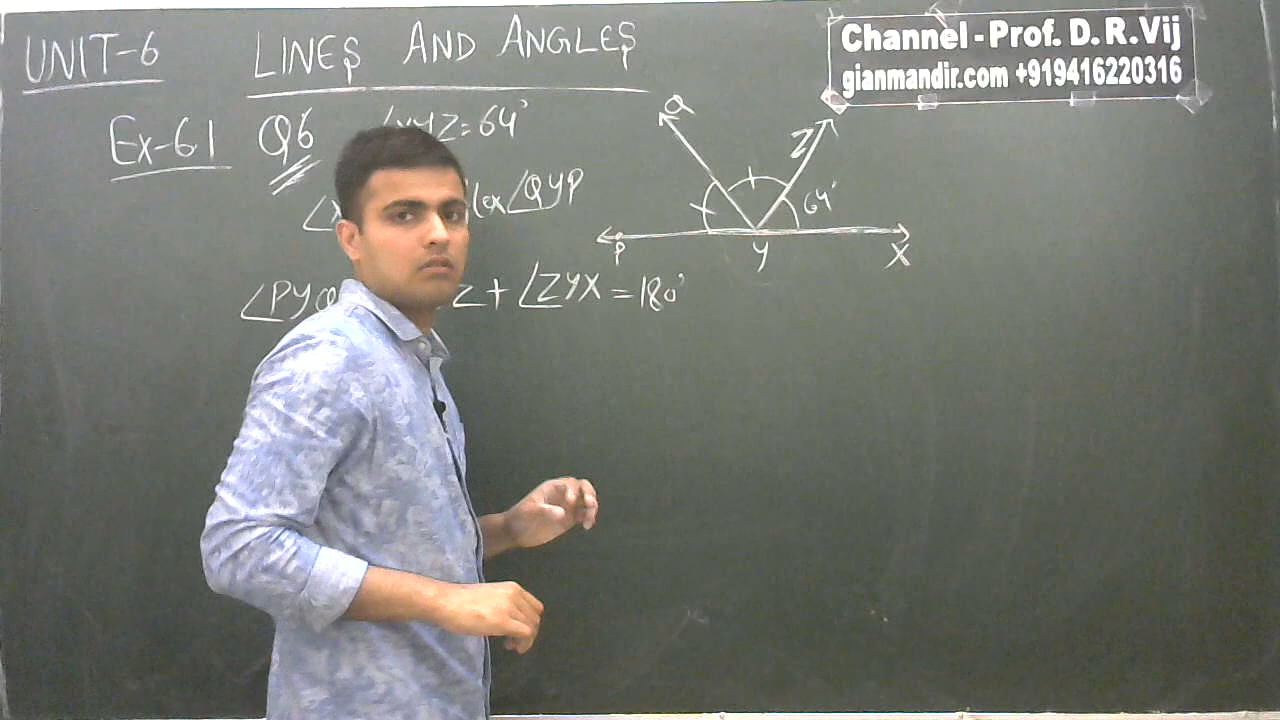 UNIT-6 LINES AND ANGLES
Channel - Prof. D.R.Vij
gianmandir.com +919416220316
Ex-6.1 Q6 ∠XYZ=64°
∠QYP
∠PYQ Z + ∠ZYX = 180°
Q
Z
64°
P
Y
X